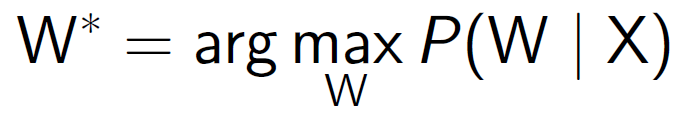 W* = arg max P(W | X)
W